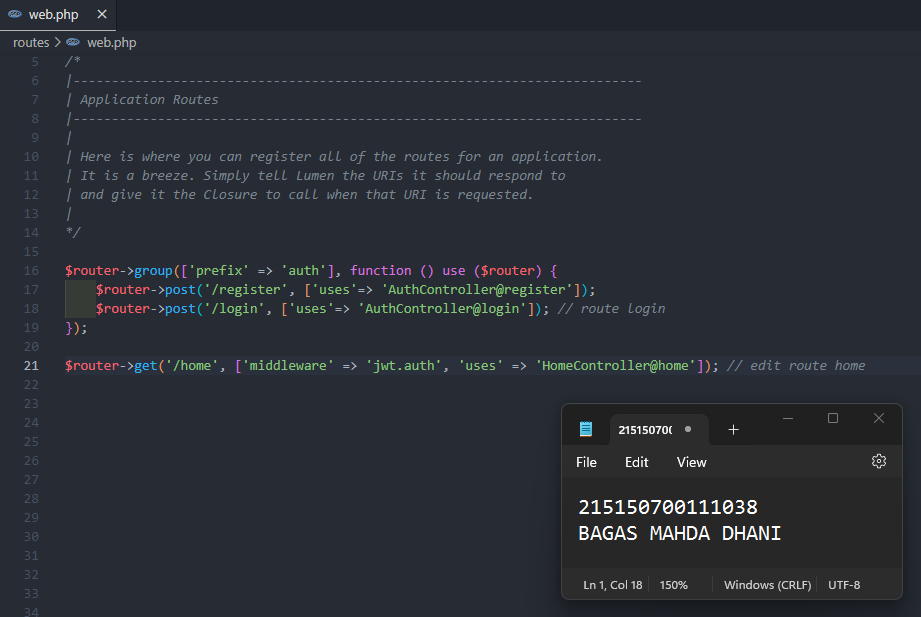 web.php
routes > web.php
5 /*
6 |--------------------------------------------------------------------------
7 | Application Routes
8 |--------------------------------------------------------------------------
9 |
10 | Here is where you can register all of the routes for an application.
11 | It is a breeze. Simply tell Lumen the URIs it should respond to
12 | and give it the Closure to call when that URI is requested.
13 |
14 */
15
16 $router->group(['prefix' => 'auth'], function () use ($router) {
17     $router->post('/register', ['uses'=> 'AuthController@register']);
18     $router->post('/login', ['uses'=> 'AuthController@login']); // route login
19 });
20
21 $router->get('/home', ['middleware' => 'jwt.auth', 'uses' => 'HomeController@home']); // edit route home
22
23
24
25
26
27
28
29
30
31
32
33
34
21515070
File Edit View
215150700111038
BAGAS MAHDA DHANI
Ln 1, Col 18 150% Windows (CRLF) UTF-8